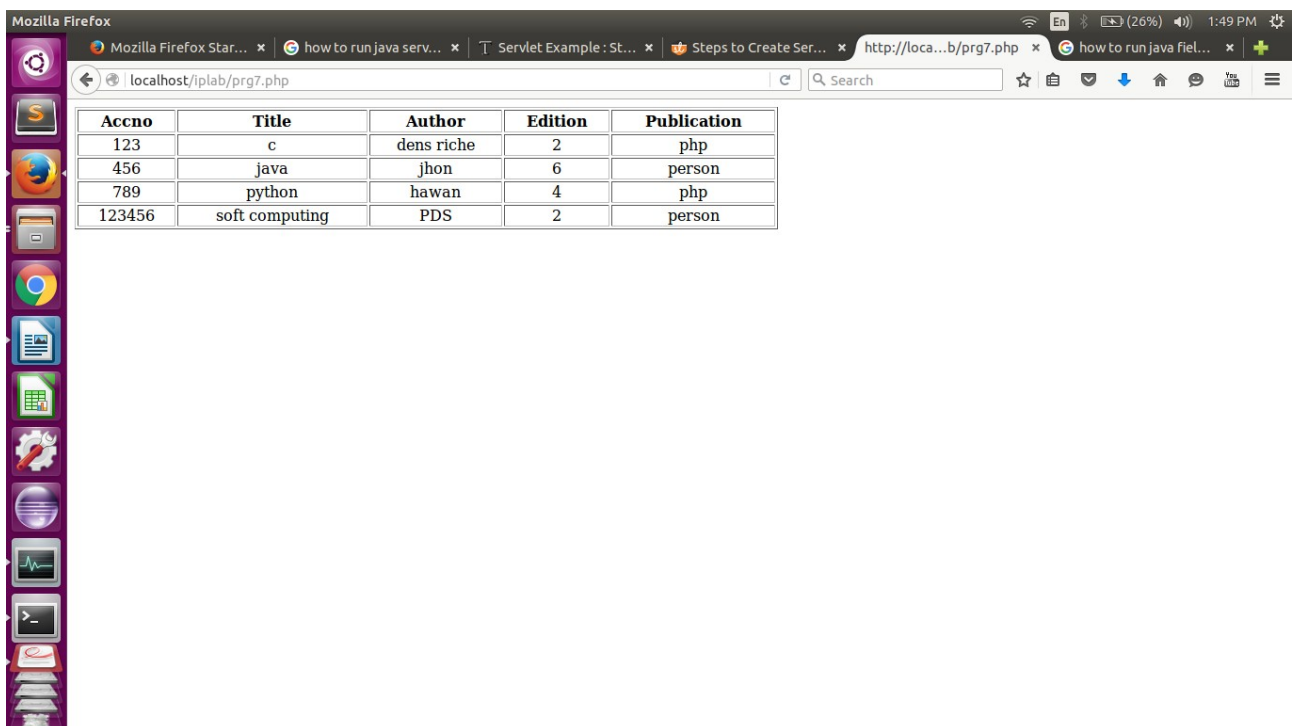 Mozilla Firefox En (26%) 1:49 PM
Mozilla Firefox Star... how to run java serv... Servlet Example : St... Steps to Create Ser... http://loca...b/prg7.php how to run java fiel...
localhost/iplab/prg7.php Search You Tube
Accno Title Author Edition Publication
123 c dens riche 2 php
456 java jhon 6 person
789 python hawan 4 php
123456 soft computing PDS 2 person